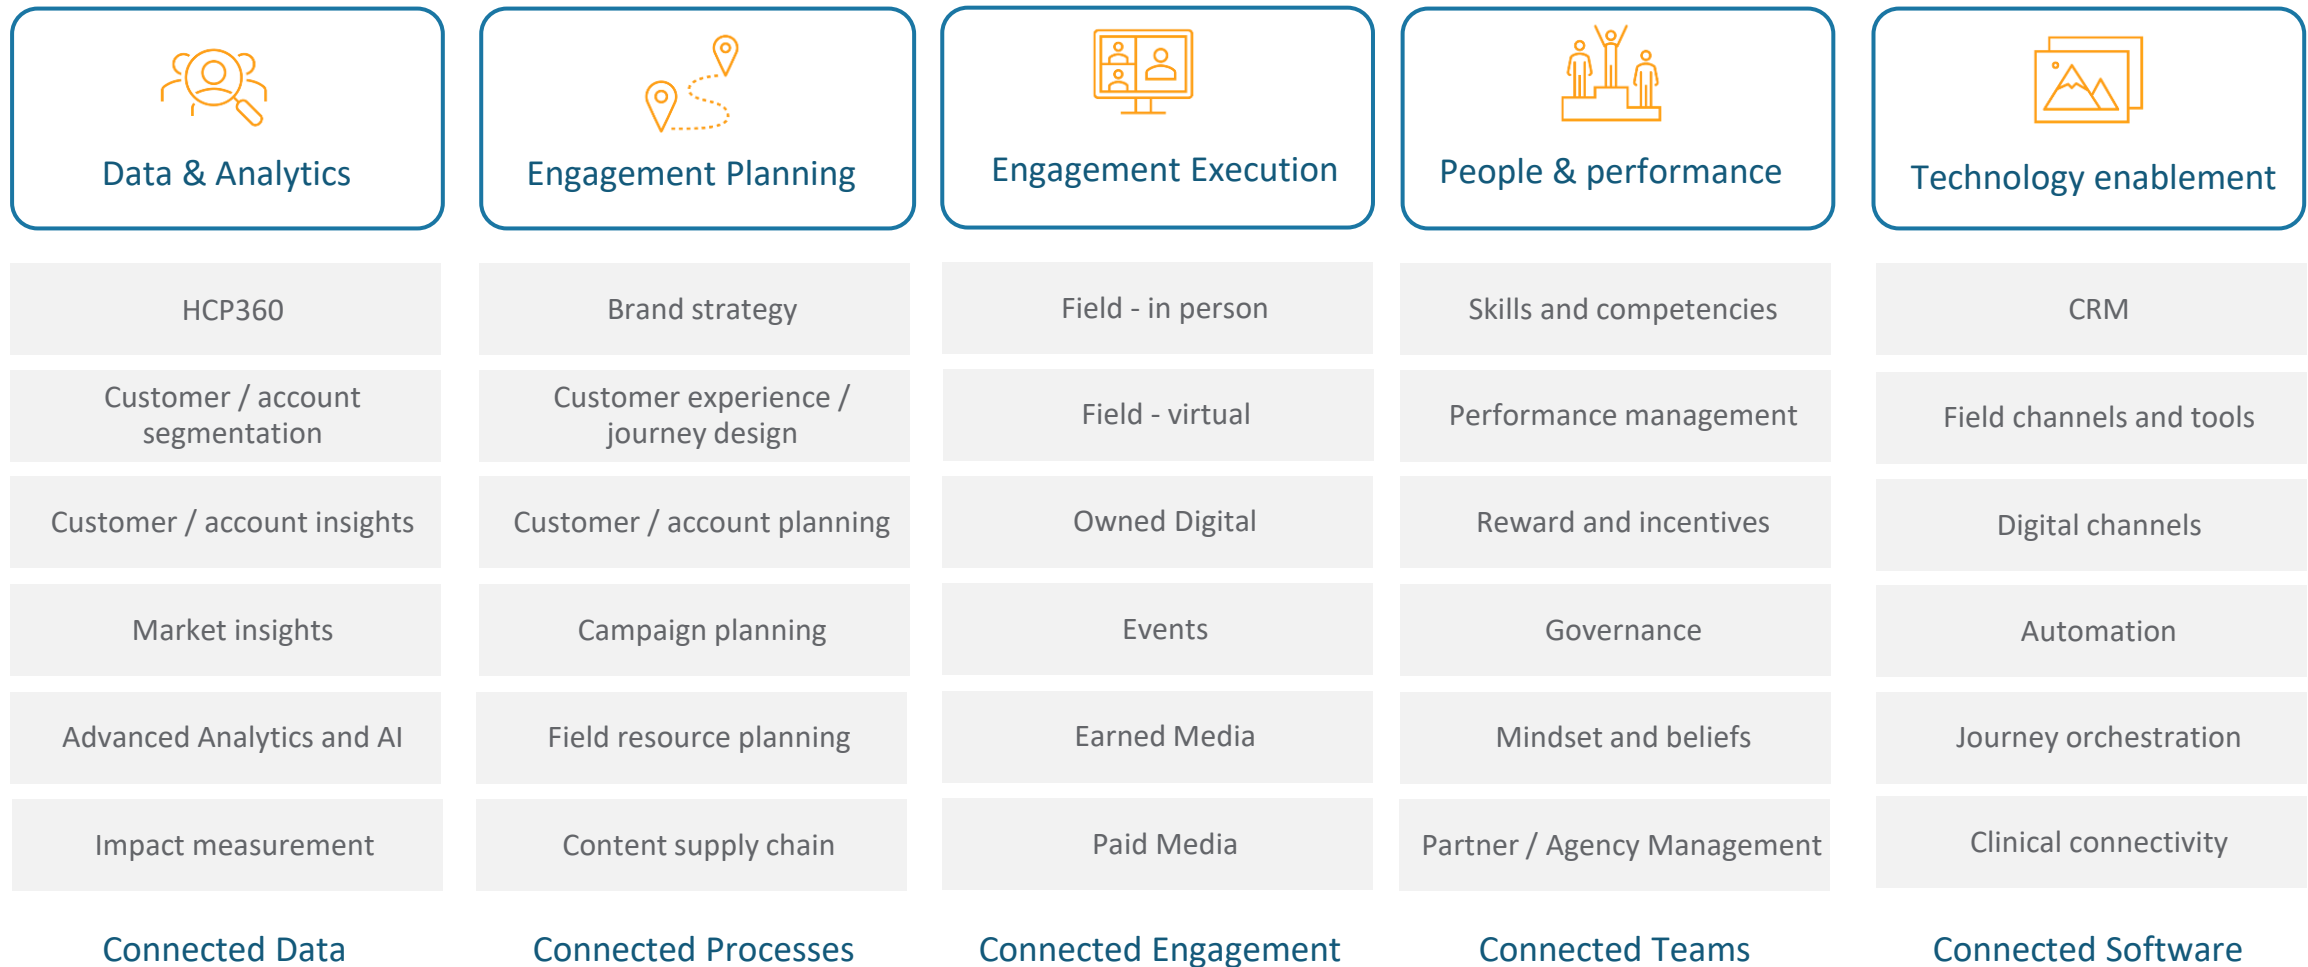 Data & Analytics
Engagement Planning
Engagement Execution
People & performance
Technology enablement
HCP360
Brand strategy
Field - in person
Skills and competencies
CRM
Customer / account
segmentation
Customer experience /
journey design
Field - virtual
Performance management
Field channels and tools
Customer / account insights
Customer / account planning
Owned Digital
Reward and incentives
Digital channels
Market insights
Campaign planning
Events
Governance
Automation
Advanced Analytics and AI
Field resource planning
Earned Media
Mindset and beliefs
Journey orchestration
Impact measurement
Content supply chain
Paid Media
Partner / Agency Management
Clinical connectivity
Connected Data
Connected Processes
Connected Engagement
Connected Teams
Connected Software